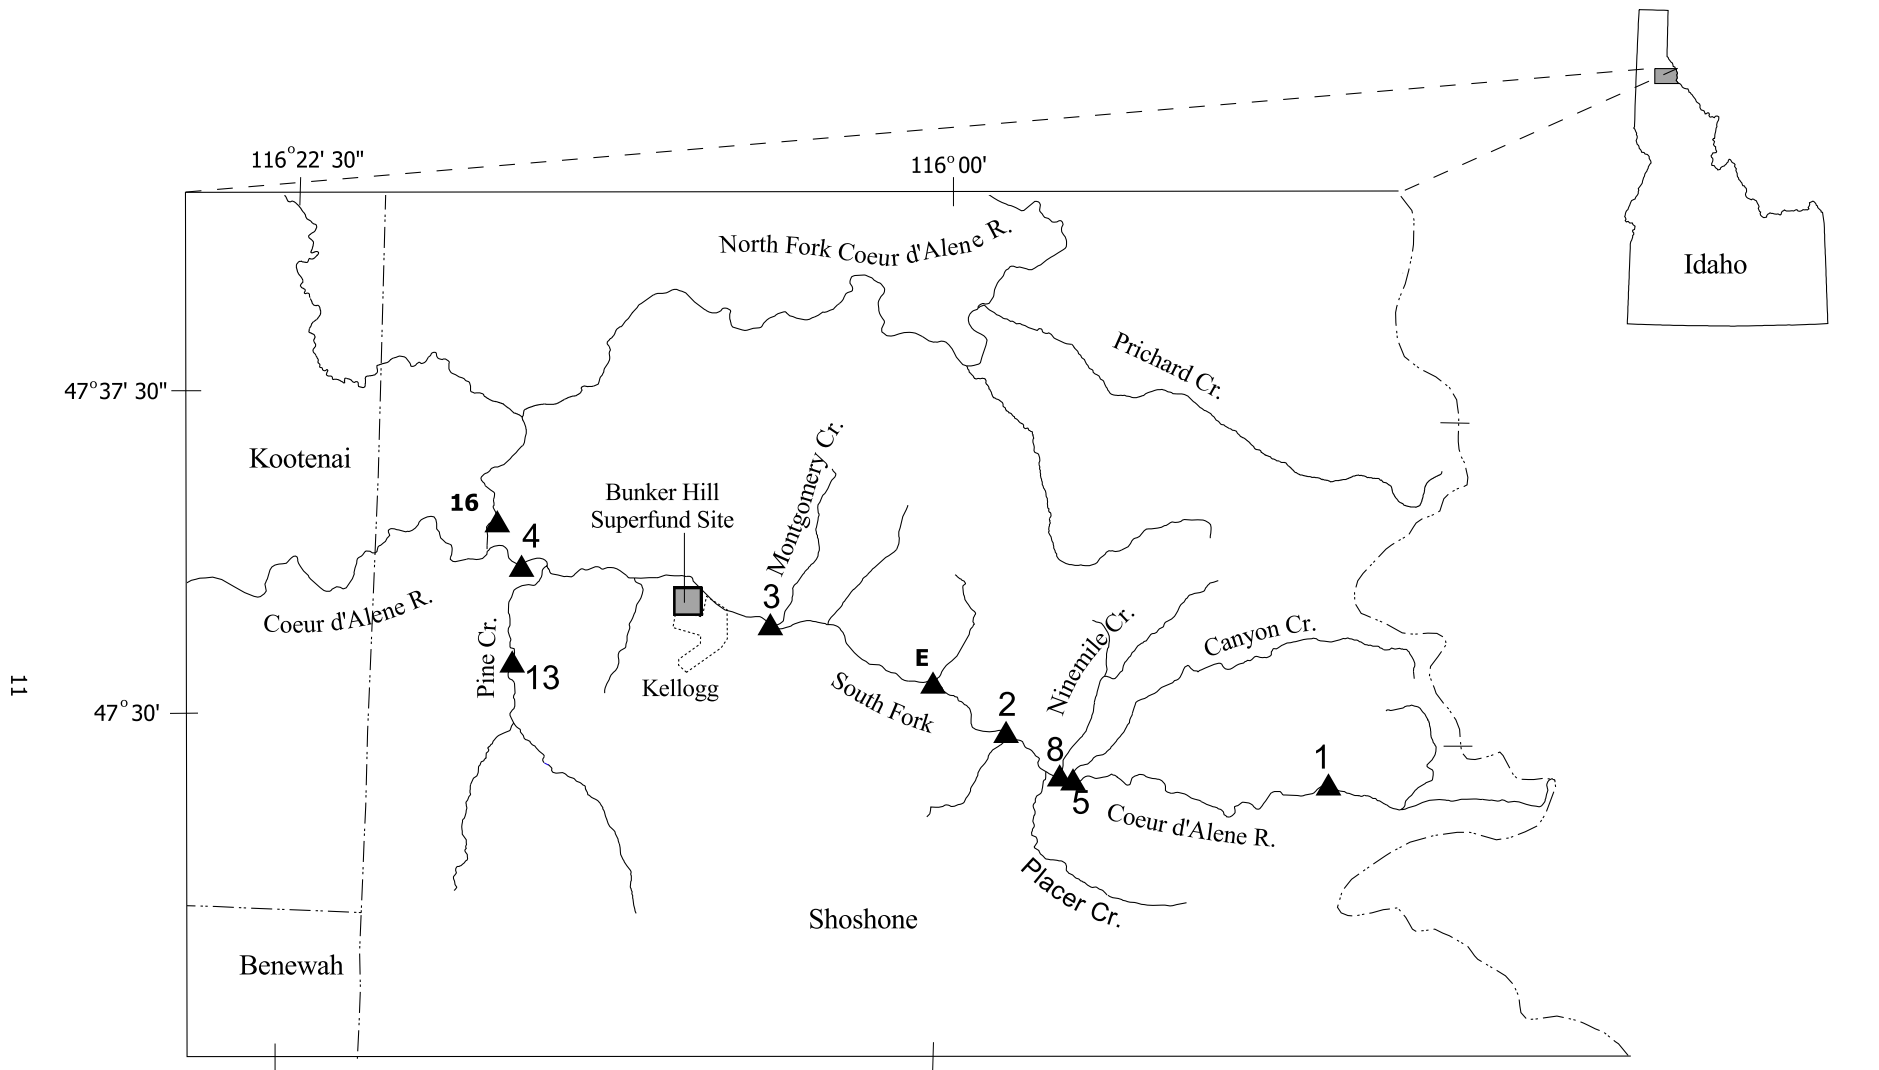 Idaho
116°22' 30"
116°00'
North Fork Coeur d'Alene R.
Prichard Cr.
47°37' 30"
Kootenai
Montgomery Cr.
Bunker Hill
Superfund Site
16
4
Coeur d'Alene R.
3
Pine Cr.
13
Kellogg
E
South Fork
2
Ninemile Cr.
Canyon Cr.
11
47°30'
8
5
1
Coeur d'Alene R.
Placer Cr.
Shoshone
Benewah